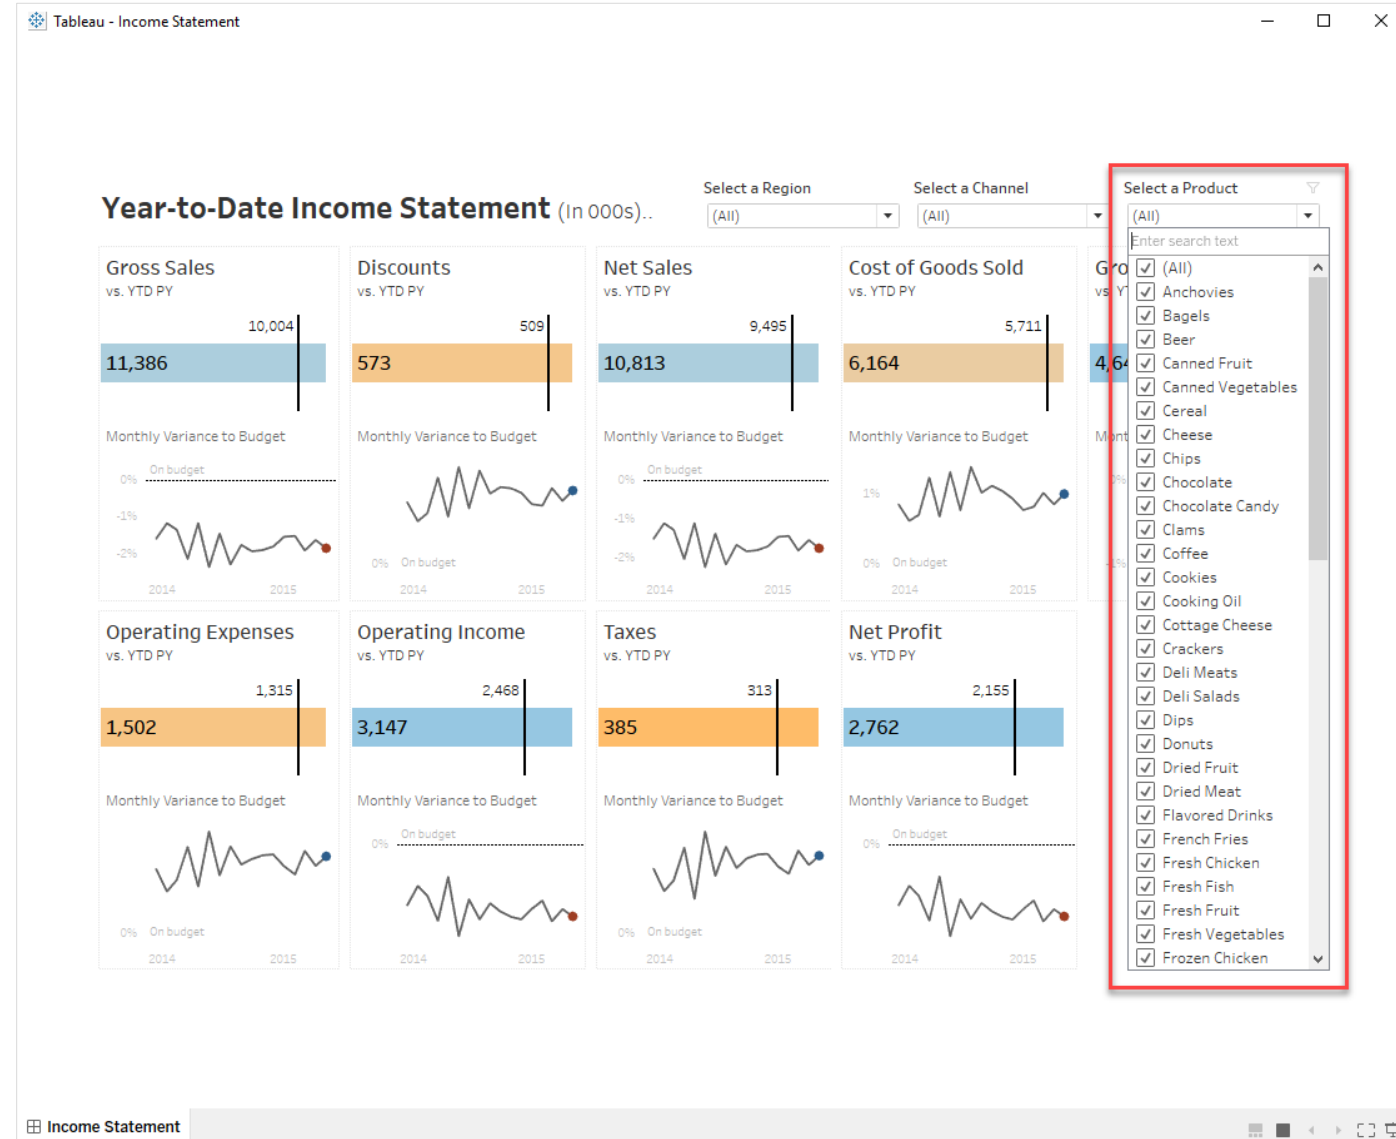 Tableau - Income Statement
Year-to-Date Income Statement (In 000s)..
Select a Region
(All)
Select a Channel
(All)
Select a Product
(All)
Enter search text
(All)
Anchovies
Bagels
Beer
Canned Fruit
Canned Vegetables
Cereal
Cheese
Chips
Chocolate
Chocolate Candy
Clams
Coffee
Cookies
Cooking Oil
Cottage Cheese
Crackers
Deli Meats
Deli Salads
Dips
Donuts
Dried Fruit
Dried Meat
Flavored Drinks
French Fries
Fresh Chicken
Fresh Fish
Fresh Fruit
Fresh Vegetables
Frozen Chicken
Gross Sales
vs. YTD PY
10,004
11,386
Monthly Variance to Budget
On budget
0%
-1%
-2%
2014 2015
Discounts
vs. YTD PY
509
573
Monthly Variance to Budget
0% On budget
2014 2015
Net Sales
vs. YTD PY
9,495
10,813
Monthly Variance to Budget
On budget
0%
-1%
-2%
2014 2015
Cost of Goods Sold
vs. YTD PY
5,711
6,164
Monthly Variance to Budget
1%
0% On budget
2014 2015
Gro
vs. Y
4,64
Mont
0%
-1%
Operating Expenses
vs. YTD PY
1,315
1,502
Monthly Variance to Budget
0% On budget
2014 2015
Operating Income
vs. YTD PY
2,468
3,147
Monthly Variance to Budget
On budget
0%
2014 2015
Taxes
vs. YTD PY
313
385
Monthly Variance to Budget
0% On budget
2014 2015
Net Profit
vs. YTD PY
2,155
2,762
Monthly Variance to Budget
On budget
0%
2014 2015
Income Statement